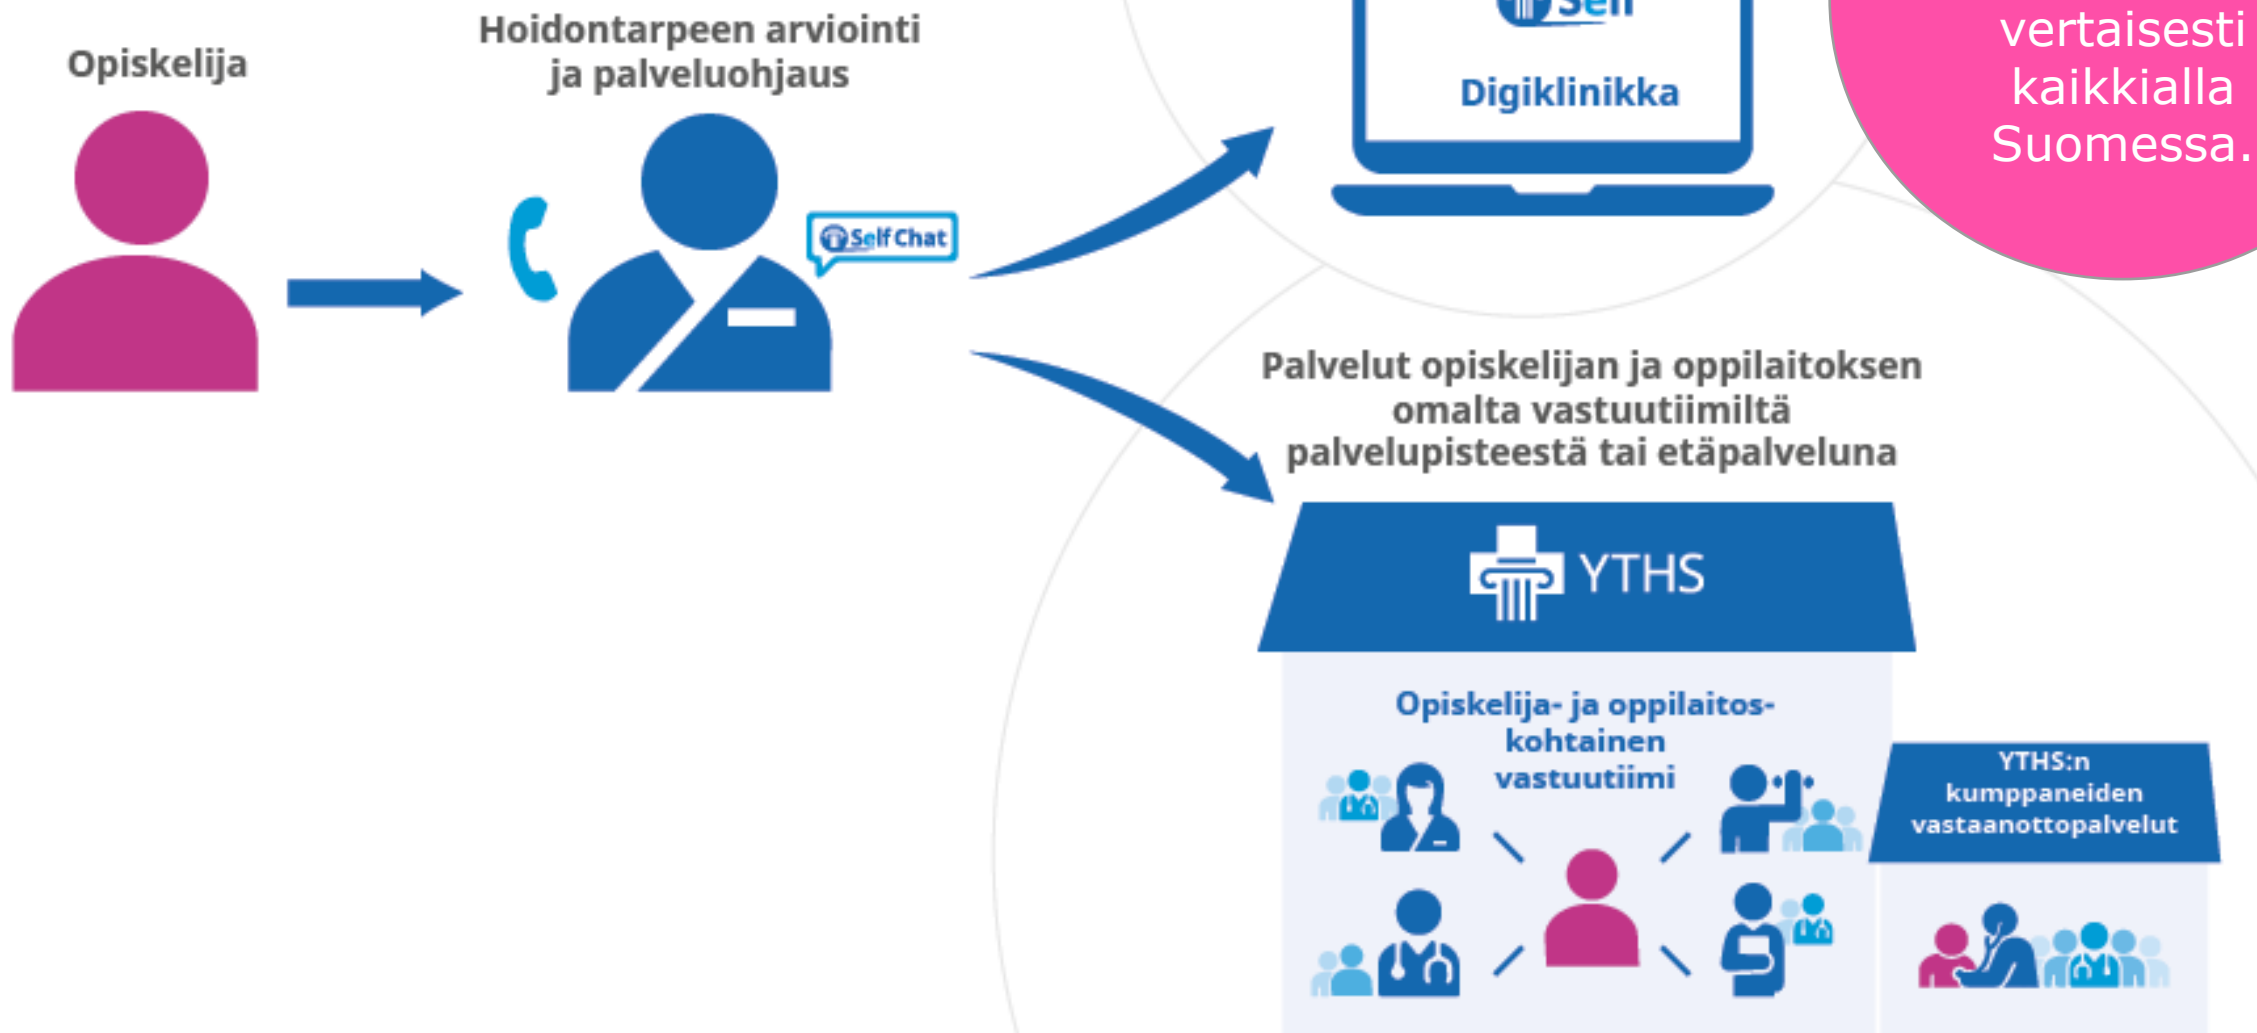 Opiskelija
Hoidontarpeen arviointi
ja palveluohjaus
Self Chat
Self
Digiklinikka
vertaisesti
kaikkialla
Suomessa.
Palvelut opiskelijan ja oppilaitoksen
omalta vastuutiimiltä
palvelupisteestä tai etäpalveluna
YTHS
Opiskelija- ja oppilaitos-
kohtainen
vastuutiimi
YTHS:n
kumppaneiden
vastaanottopalvelut